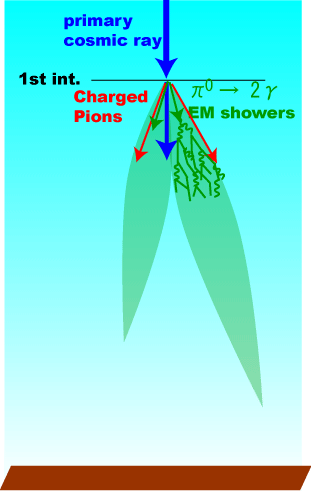 primary
cosmic ray
1st int.
π⁰ → 2γ
Charged
Pions
EM showers